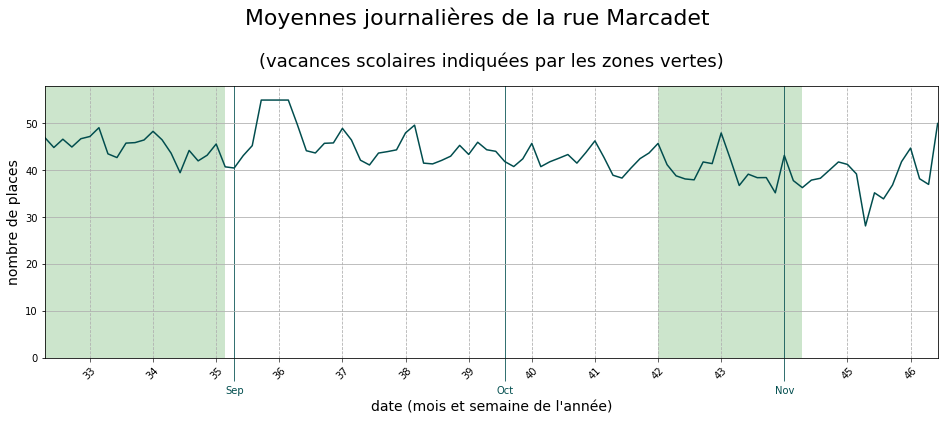 Moyennes journalières de la rue Marcadet
(vacances scolaires indiquées par les zones vertes)
nombre de places
50
40
30
20
10
0
33 34 35 36 37 38 39 40 41 42 43 45 46
Sep Oct Nov
date (mois et semaine de l'année)